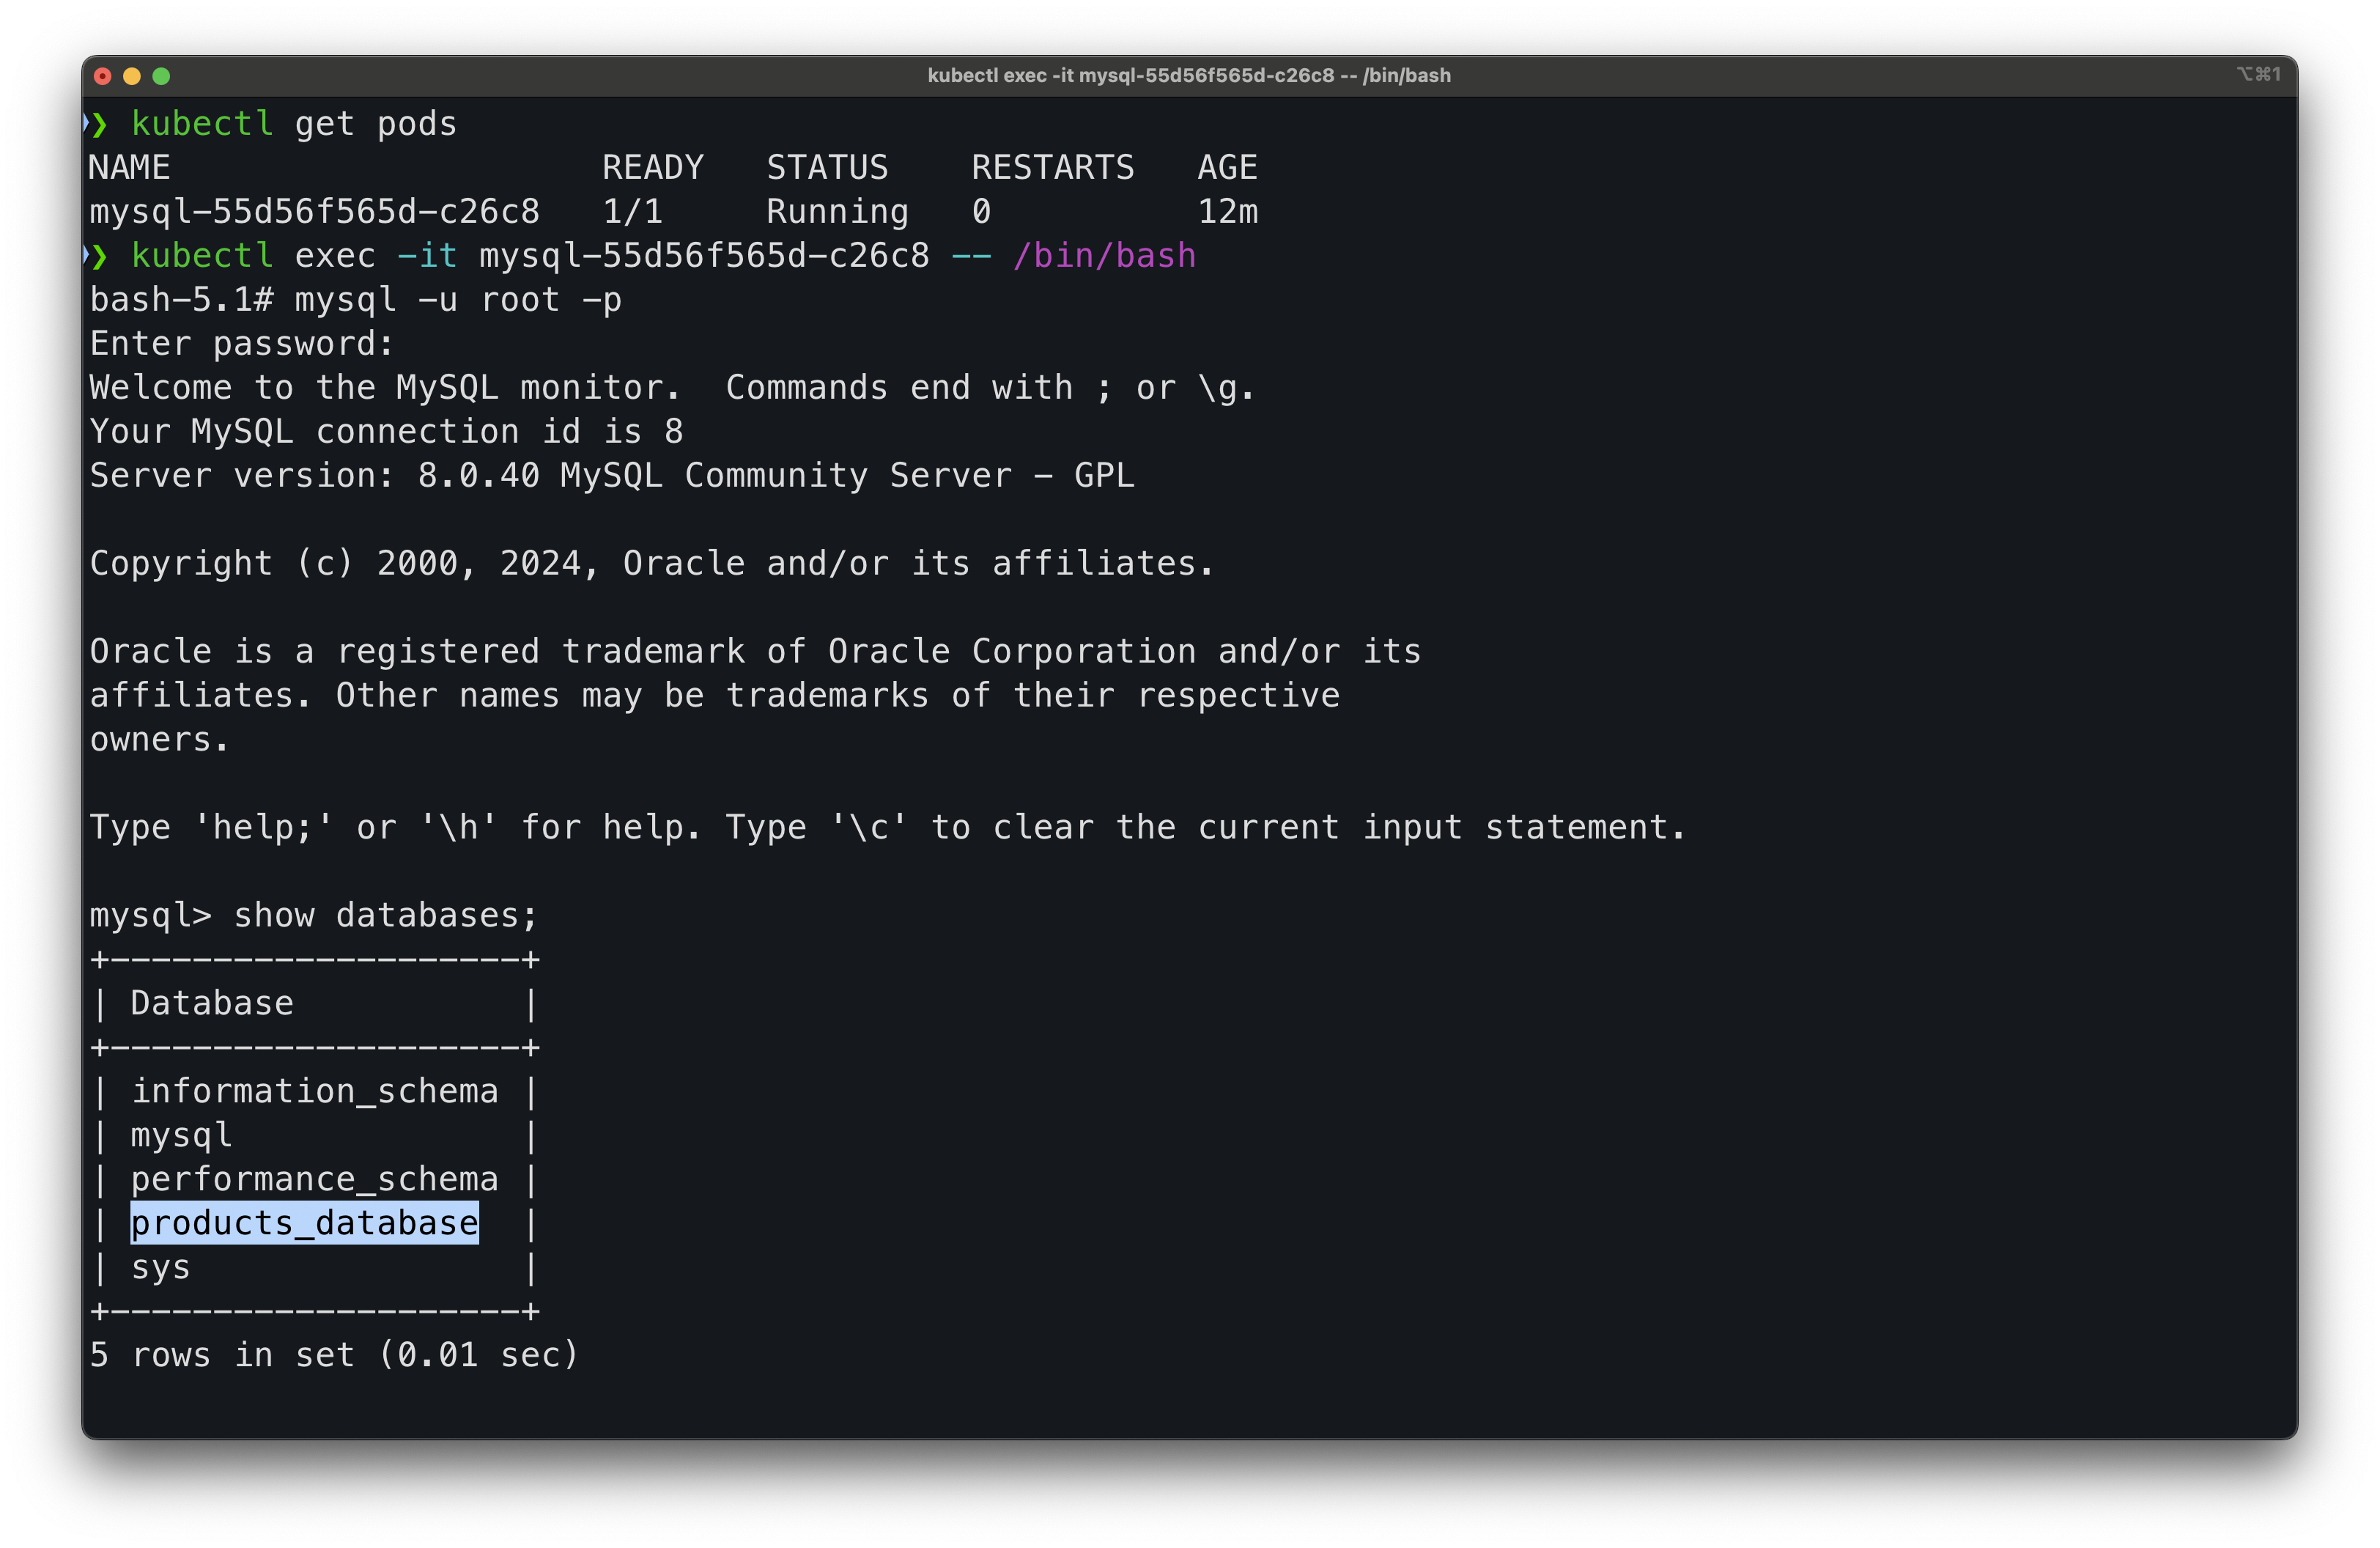 kubectl exec -it mysql-55d56f565d-c26c8 -- /bin/bash
⌥⌘1
❯ kubectl get pods
NAME                     READY   STATUS    RESTARTS   AGE
mysql-55d56f565d-c26c8   1/1     Running   0          12m
❯ kubectl exec -it mysql-55d56f565d-c26c8 -- /bin/bash
bash-5.1# mysql -u root -p
Enter password:
Welcome to the MySQL monitor.  Commands end with ; or \g.
Your MySQL connection id is 8
Server version: 8.0.40 MySQL Community Server - GPL

Copyright (c) 2000, 2024, Oracle and/or its affiliates.

Oracle is a registered trademark of Oracle Corporation and/or its
affiliates. Other names may be trademarks of their respective
owners.

Type 'help;' or '\h' for help. Type '\c' to clear the current input statement.

mysql> show databases;
+--------------------+
| Database           |
+--------------------+
| information_schema |
| mysql              |
| performance_schema |
| products_database  |
| sys                |
+--------------------+
5 rows in set (0.01 sec)